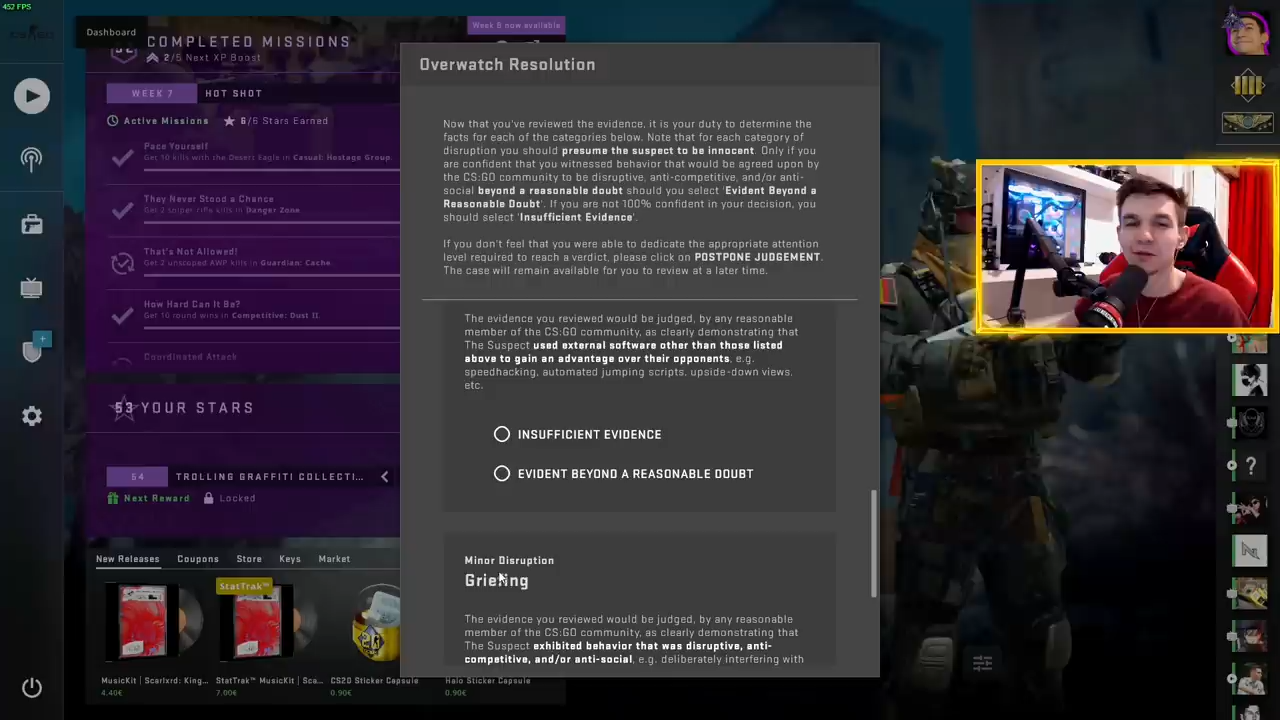 452 FPS
Dashboard
Week 8 now available
COMPLETED MISSIONS
2/5 Next XP Boost
WEEK 7
HOT SHOT
Active Missions
6/6 Stars Earned
Pace Yourself
Get 10 kills with the Desert Eagle in Casual: Hostage Group.
They Never Stood a Chance
Get 2 sniper rifle kills in Danger Zone.
That's Not Allowed!
Get 2 unscoped AWP kills in Guardian: Cache.
How Hard Can It Be?
Get 10 round wins in Competitive: Dust II.
Coordinated Attack
53 YOUR STARS
54
TROLLING GRAFFITI COLLECTI...
Next Reward
Locked
New Releases
Coupons
Store
Keys
Market
StatTrak™
MusicKit | Scarlxrd: King...
4.40€
StatTrak™ MusicKit | Sca...
7.00€
CS20 Sticker Capsule
0.90€
Halo Sticker Capsule
0.90€
Overwatch Resolution
Now that you've reviewed the evidence, it is your duty to determine the
facts for each of the categories below. Note that for each category of
disruption you should presume the suspect to be innocent. Only if you
are confident that you witnessed behavior that would be agreed upon by
the CS:GO community to be disruptive, anti-competitive, and/or anti-
social beyond a reasonable doubt should you select 'Evident Beyond a
Reasonable Doubt'. If you are not 100% confident in your decision, you
should select 'Insufficient Evidence'.
If you don't feel that you were able to dedicate the appropriate attention
level required to reach a verdict, please click on POSTPONE JUDGEMENT.
The case will remain available for you to review at a later time.
The evidence you reviewed would be judged, by any reasonable
member of the CS:GO community, as clearly demonstrating that
The Suspect used external software other than those listed
above to gain an advantage over their opponents, e.g.
speedhacking, automated jumping scripts, upside-down views,
etc.
INSUFFICIENT EVIDENCE
EVIDENT BEYOND A REASONABLE DOUBT
Minor Disruption
Griefing
The evidence you reviewed would be judged, by any reasonable
member of the CS:GO community, as clearly demonstrating that
The Suspect exhibited behavior that was disruptive, anti-
competitive, and/or anti-social, e.g. deliberately interfering with